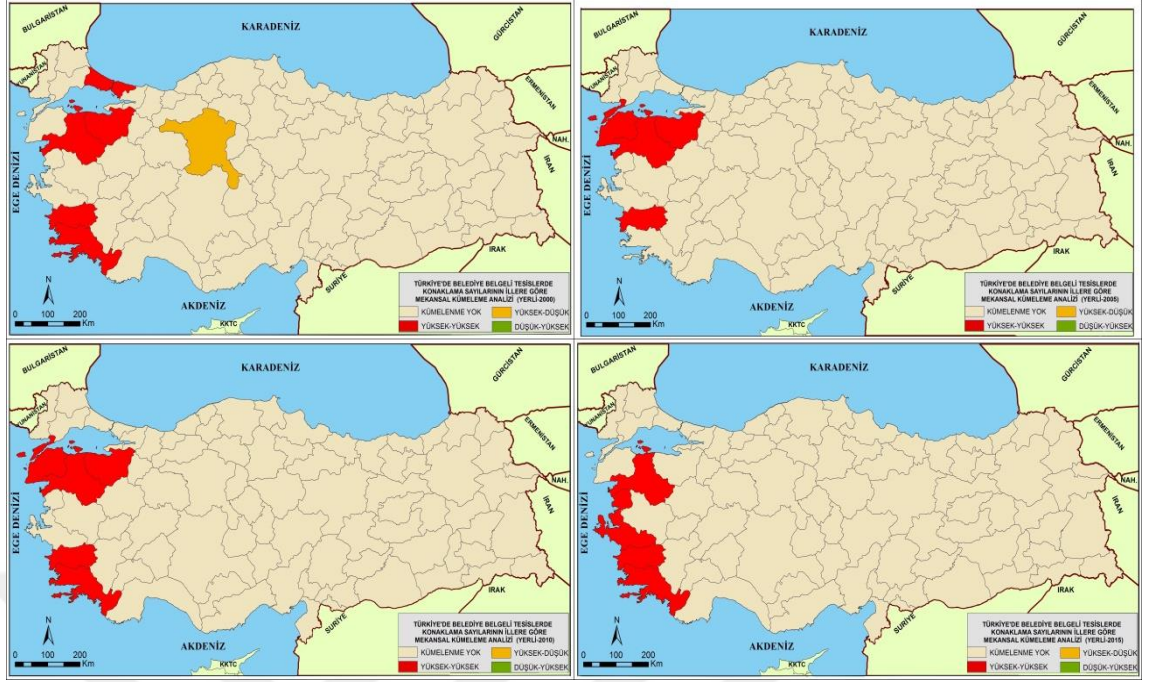 BULGARİSTAN
KARADENİZ
GÜRCİSTAN
YUNANİSTAN
ERMENİSTAN
NAH.
İRAN
EGE DENİZİ
IRAK
SURİYE
AKDENİZ
KKTC
N
0 100 200
Km
TÜRKİYE'DE BELEDİYE BELGELİ TESİSLERDE
KONAKLAMA SAYILARININ İLLERE GÖRE
MEKANSAL KÜMELEME ANALİZİ (YERLİ-2000)
KÜMELENME YOK YÜKSEK-DÜŞÜK
YÜKSEK-YÜKSEK DÜŞÜK-YÜKSEK
BULGARİSTAN
KARADENİZ
GÜRCİSTAN
YUNANİSTAN
ERMENİSTAN
NAH.
İRAN
EGE DENİZİ
IRAK
SURİYE
AKDENİZ
KKTC
N
0 100 200
Km
TÜRKİYE'DE BELEDİYE BELGELİ TESİSLERDE
KONAKLAMA SAYILARININ İLLERE GÖRE
MEKANSAL KÜMELEME ANALİZİ (YERLİ-2005)
KÜMELENME YOK YÜKSEK-DÜŞÜK
YÜKSEK-YÜKSEK DÜŞÜK-YÜKSEK
BULGARİSTAN
KARADENİZ
GÜRCİSTAN
YUNANİSTAN
ERMENİSTAN
NAH.
İRAN
EGE DENİZİ
IRAK
SURİYE
AKDENİZ
KKTC
N
0 100 200
Km
TÜRKİYE'DE BELEDİYE BELGELİ TESİSLERDE
KONAKLAMA SAYILARININ İLLERE GÖRE
MEKANSAL KÜMELEME ANALİZİ (YERLİ-2010)
KÜMELENME YOK YÜKSEK-DÜŞÜK
YÜKSEK-YÜKSEK DÜŞÜK-YÜKSEK
BULGARİSTAN
KARADENİZ
GÜRCİSTAN
YUNANİSTAN
ERMENİSTAN
NAH.
İRAN
EGE DENİZİ
IRAK
SURİYE
AKDENİZ
KKTC
N
0 100 200
Km
TÜRKİYE'DE BELEDİYE BELGELİ TESİSLERDE
KONAKLAMA SAYILARININ İLLERE GÖRE
MEKANSAL KÜMELEME ANALİZİ (YERLİ-2015)
KÜMELENME YOK YÜKSEK-DÜŞÜK
YÜKSEK-YÜKSEK DÜŞÜK-YÜKSEK